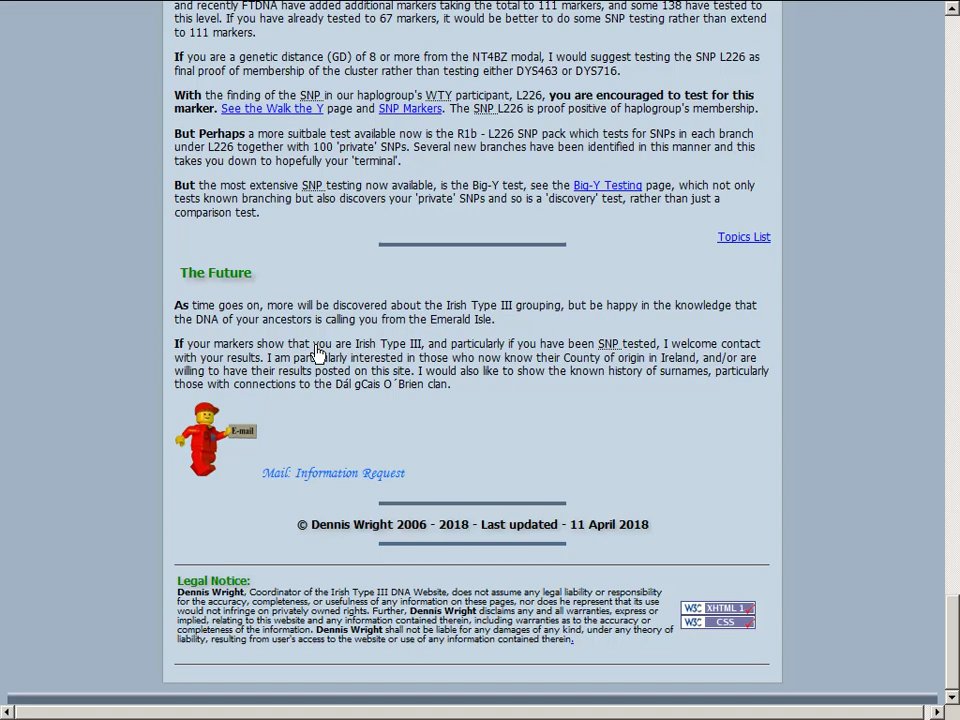 and recently FTDNA have added additional markers taking the total to 111 markers, and some 138 have tested to
this level. If you have already tested to 67 markers, it would be better to do some SNP testing rather than extend
to 111 markers.
If you are a genetic distance (GD) of 8 or more from the NT4BZ modal, I would suggest testing the SNP L226 as
final proof of membership of the cluster rather than testing either DYS463 or DYS716.
With the finding of the SNP in our haplogroup's WTY participant, L226, you are encouraged to test for this
marker. See the Walk the Y page and SNP Markers. The SNP L226 is proof positive of haplogroup's membership.
But Perhaps a more suitbale test available now is the R1b - L226 SNP pack which tests for SNPs in each branch
under L226 together with 100 'private' SNPs. Several new branches have been identified in this manner and this
takes you down to hopefully your 'terminal'.
But the most extensive SNP testing now available, is the Big-Y test, see the Big-Y Testing page, which not only
tests known branching but also discovers your 'private' SNPs and so is a 'discovery' test, rather than just a
comparison test.
Topics List
The Future
As time goes on, more will be discovered about the Irish Type III grouping, but be happy in the knowledge that
the DNA of your ancestors is calling you from the Emerald Isle.
If your markers show that you are Irish Type III, and particularly if you have been SNP tested, I welcome contact
with your results. I am particularly interested in those who now know their County of origin in Ireland, and/or are
willing to have their results posted on this site. I would also like to show the known history of surnames, particularly
those with connections to the Dál gCais O´Brien clan.
E-mail
Mail: Information Request
© Dennis Wright 2006 - 2018 - Last updated - 11 April 2018
Legal Notice:
Dennis Wright, Coordinator of the Irish Type III DNA Website, does not assume any legal liability or responsibility
for the accuracy, completeness, or usefulness of any information on these pages, nor does he represent that its use
would not infringe on privately owned rights. Further, Dennis Wright disclaims any and all warranties, express or
implied, relating to this website and any information contained therein, including warranties as to the accuracy or
completeness of the information. Dennis Wright shall not be liable for any damages of any kind, under any theory of
liability, resulting from user's access to the website or use of any information contained therein.
W3C XHTML 1
W3C CSS